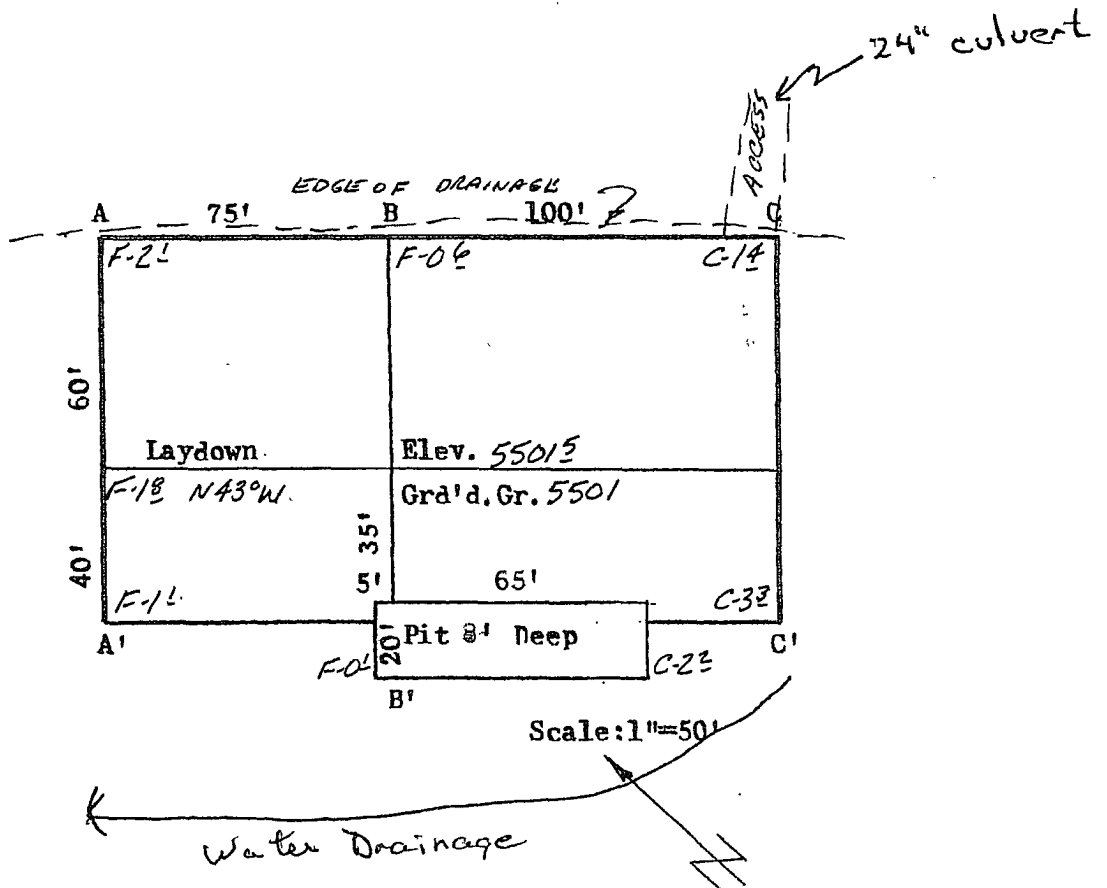 24" culvert
ACCESS
EDGE OF DRAINAGE
A 75' B 100' ? C
F-2 1 F-0 6 C-1 4
60'
Laydown Elev. 5501 5
F-1 8 N43°W. Grd'd.Gr. 5501
35'
40'
5' 65'
F-1 1 C-3 3
A' 20' Pit 8' Deep C'
F-0 1 C-2 2
B'
Scale:1"=50'
Water Drainage
N